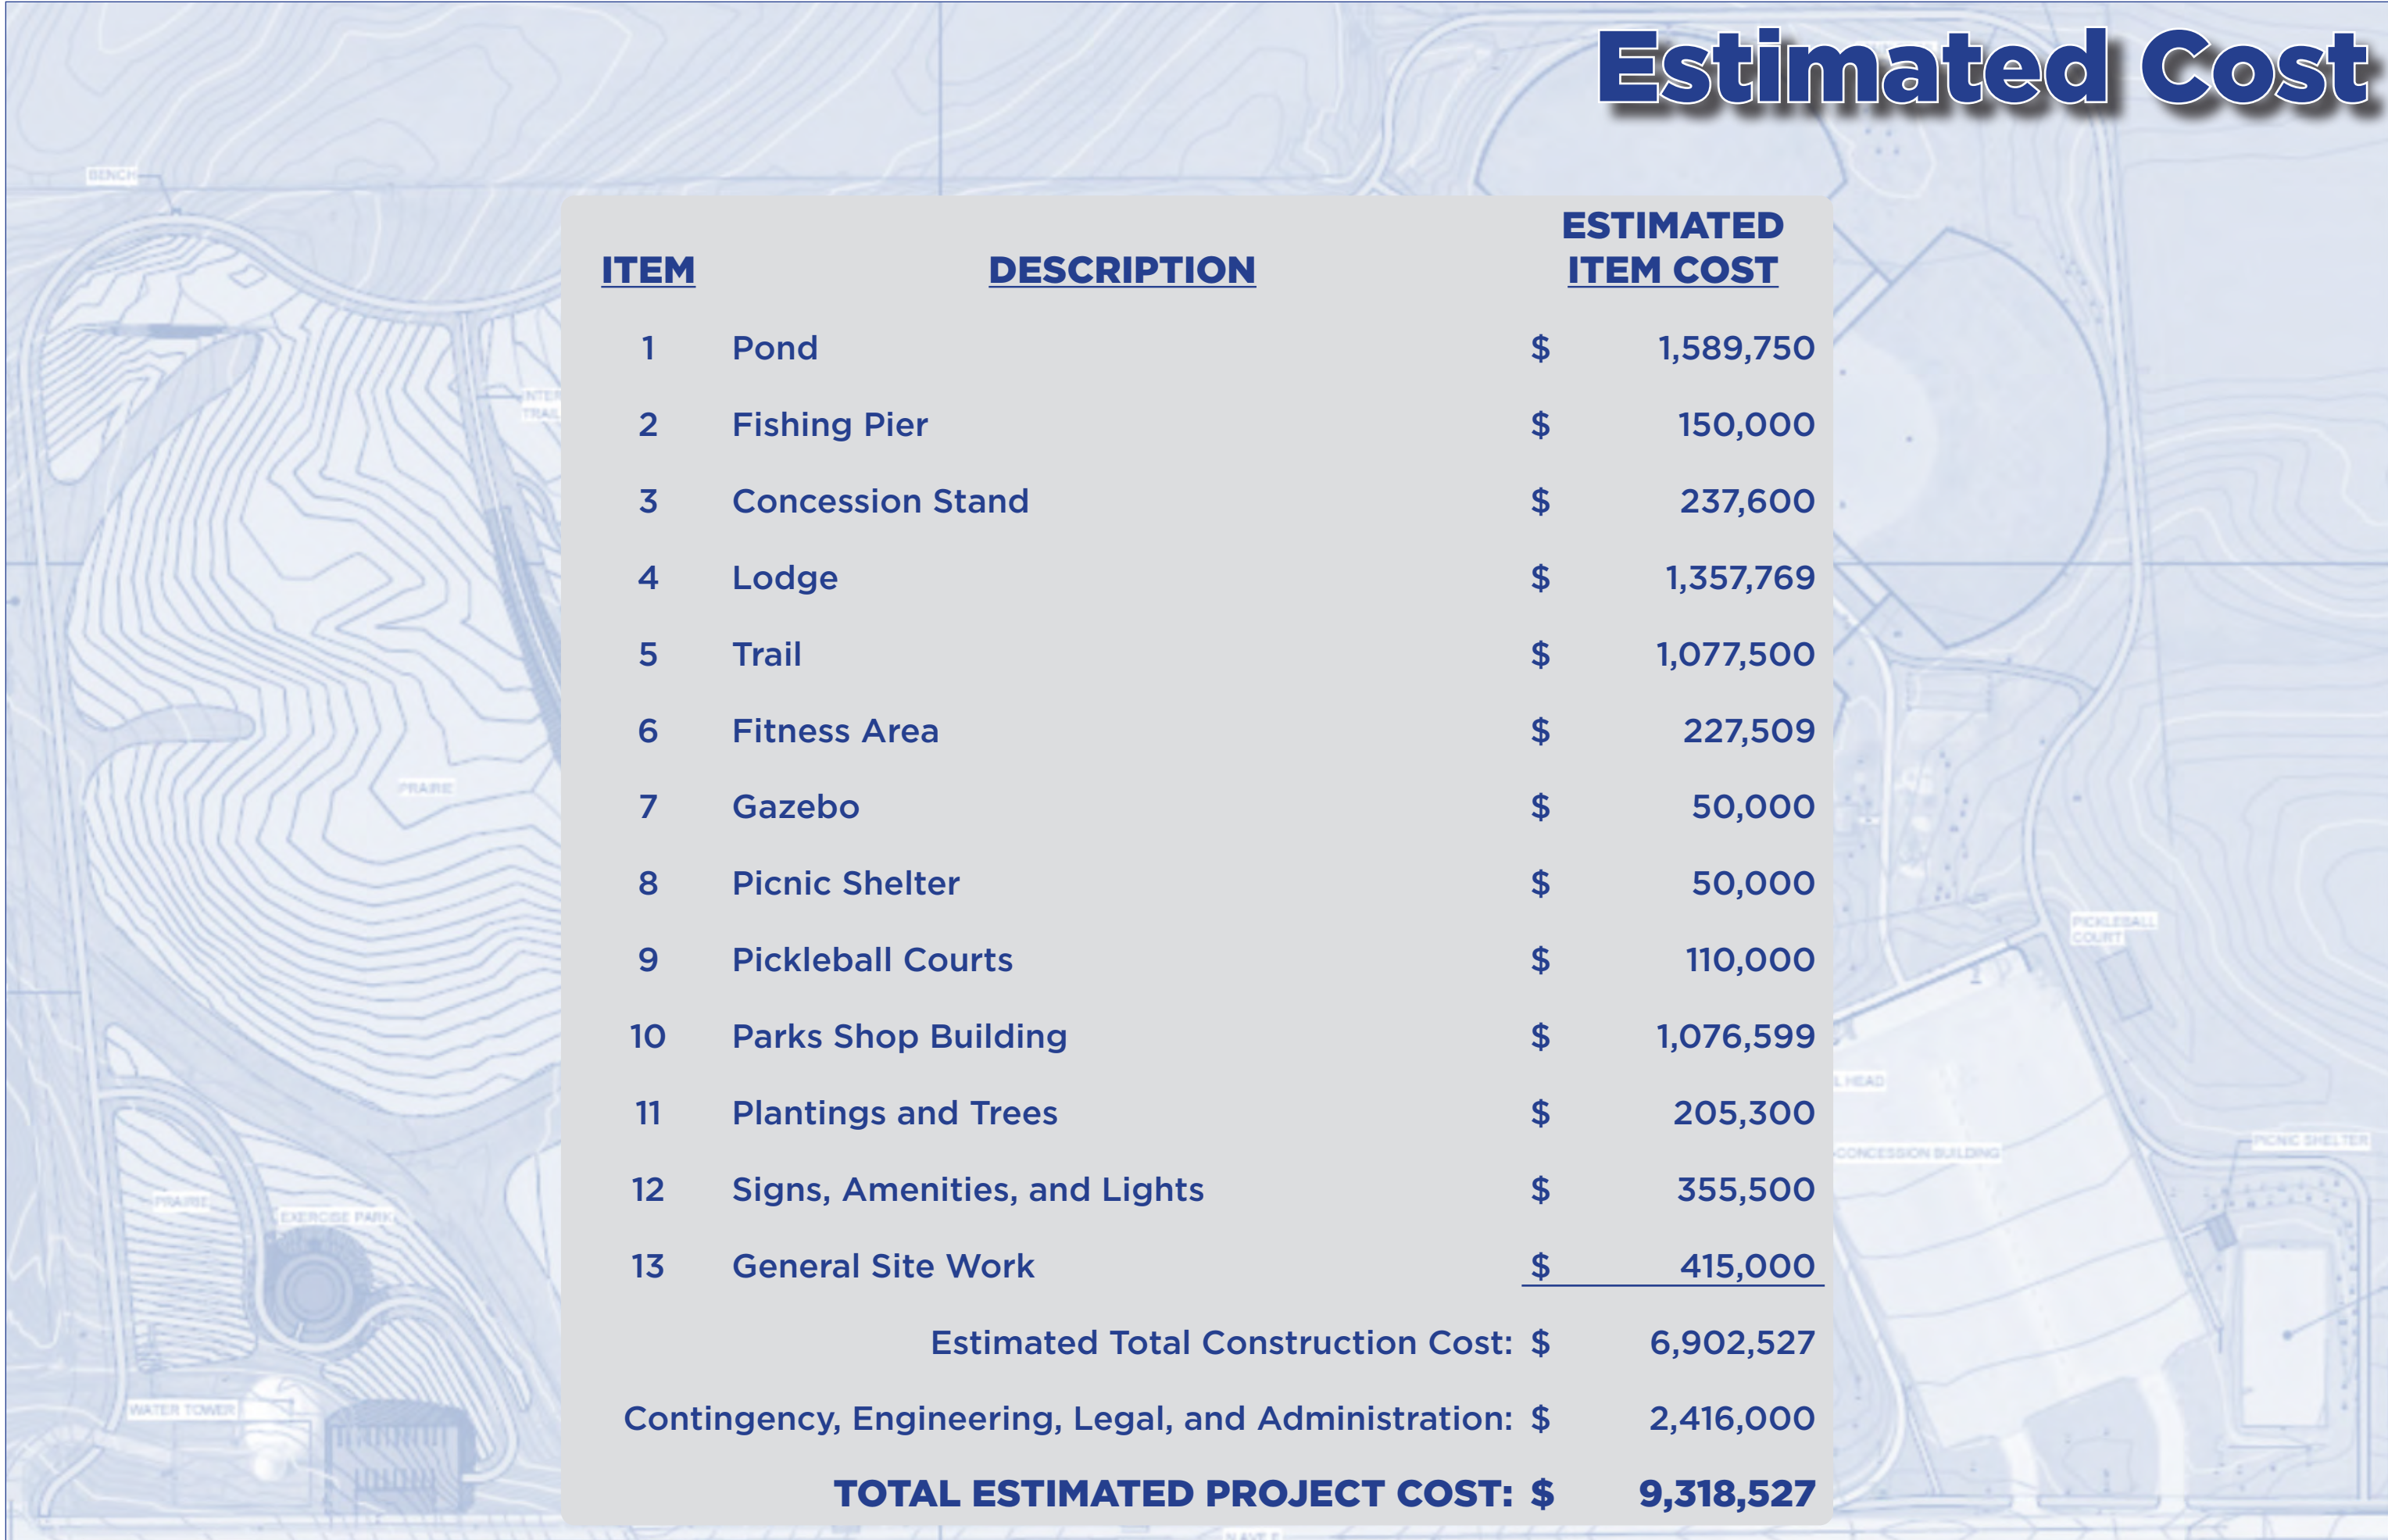 Estimated Cost
BENCH
ESTIMATED
ITEM DESCRIPTION ITEM COST
1 Pond $ 1,589,750
2 Fishing Pier $ 150,000
3 Concession Stand $ 237,600
4 Lodge $ 1,357,769
5 Trail $ 1,077,500
6 Fitness Area $ 227,509
7 Gazebo $ 50,000
8 Picnic Shelter $ 50,000
9 Pickleball Courts $ 110,000
10 Parks Shop Building $ 1,076,599
11 Plantings and Trees $ 205,300
12 Signs, Amenities, and Lights $ 355,500
13 General Site Work $ 415,000
Estimated Total Construction Cost: $ 6,902,527
Contingency, Engineering, Legal, and Administration: $ 2,416,000
TOTAL ESTIMATED PROJECT COST: $ 9,318,527
TRAIL
PRAIRIE
PRAIRIE
EXERCISE PARK
WATER TOWER
PICKLEBALL
COURT
HEAD
CONCESSION BUILDING
PICNIC SHELTER